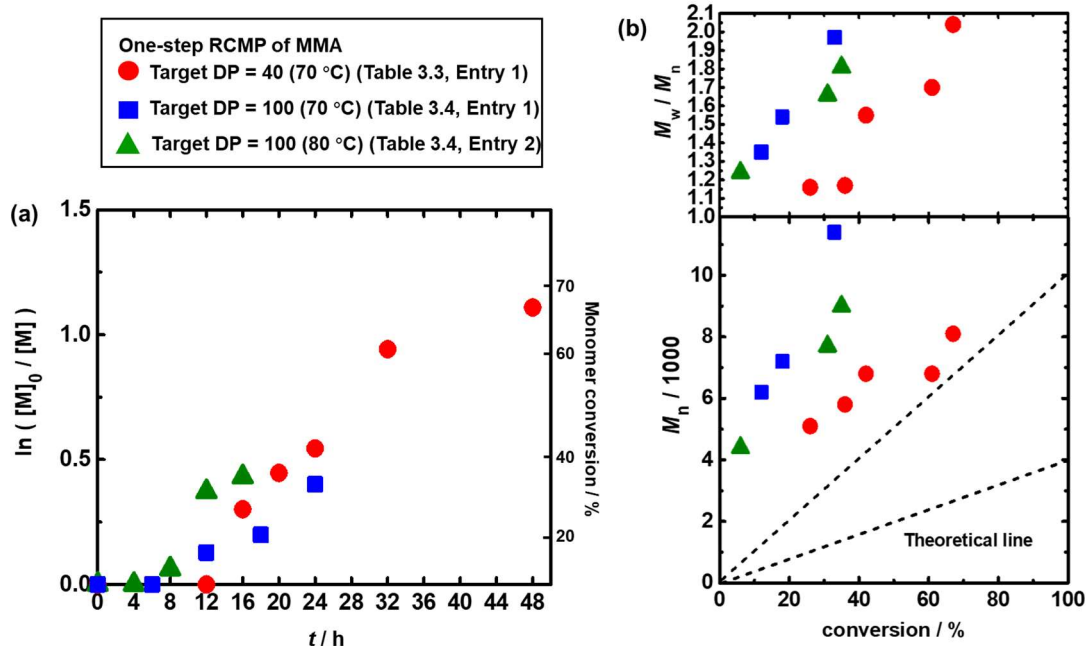 One-step RCMP of MMA
Target DP = 40 (70 °C) (Table 3.3, Entry 1)
Target DP = 100 (70 °C) (Table 3.4, Entry 1)
Target DP = 100 (80 °C) (Table 3.4, Entry 2)
(a)
ln ( [M]0 / [M] )
1.5
1.0
0.5
0.0
0 4 8 12 16 20 24 28 32 36 40 44 48
t / h
70
60
40
20
Monomer conversion / %
(b)
Mw / Mn
2.1
2.0
1.9
1.8
1.7
1.6
1.5
1.4
1.3
1.2
1.1
1.0
Mn / 1000
10
8
6
4
2
0
Theoretical line
0 20 40 60 80 100
conversion / %